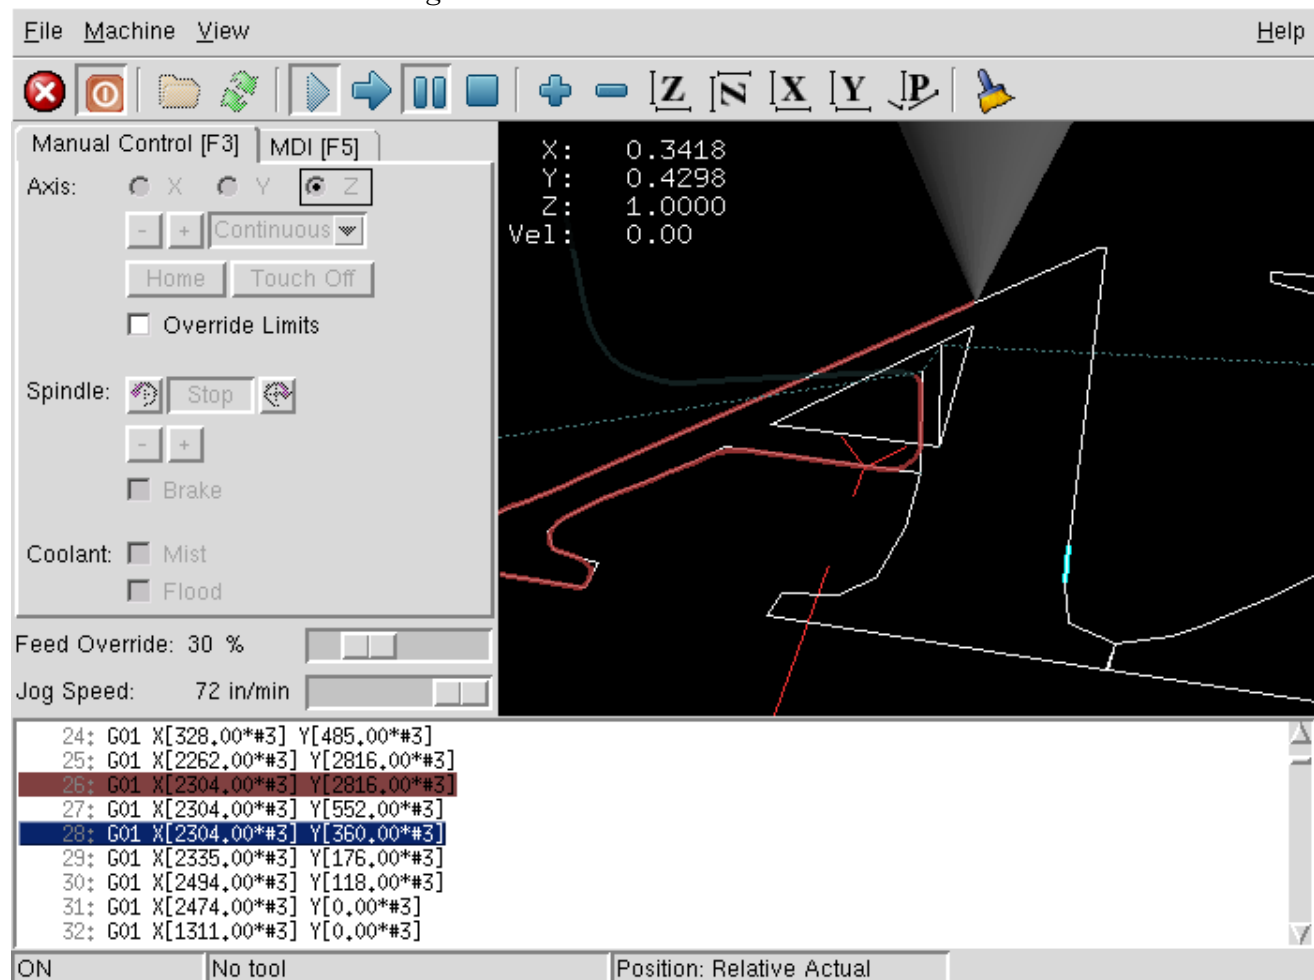 File Machine View Help
Z N X Y P
Manual Control [F3] MDI [F5]
Axis: X Y Z
- + Continuous
Home Touch Off
Override Limits
Spindle: Stop
- +
Brake
Coolant: Mist
Flood
Feed Override: 30 %
Jog Speed: 72 in/min
X: 0.3418
Y: 0.4298
Z: 1.0000
Vel: 0.00
24: G01 X[328.00*#3] Y[485.00*#3]
25: G01 X[2262.00*#3] Y[2816.00*#3]
26: G01 X[2304.00*#3] Y[2816.00*#3]
27: G01 X[2304.00*#3] Y[552.00*#3]
28: G01 X[2304.00*#3] Y[360.00*#3]
29: G01 X[2335.00*#3] Y[176.00*#3]
30: G01 X[2494.00*#3] Y[118.00*#3]
31: G01 X[2474.00*#3] Y[0.00*#3]
32: G01 X[1311.00*#3] Y[0.00*#3]
ON No tool Position: Relative Actual